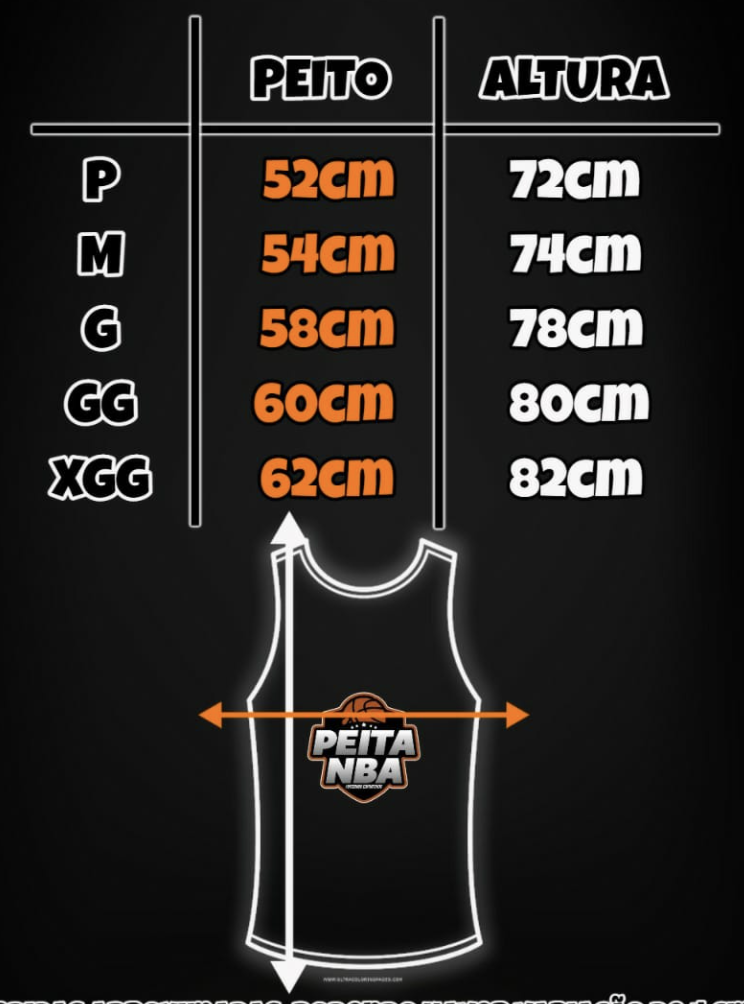 PEITO ALTURA
P 52cm 72cm
M 54cm 74cm
G 58cm 78cm
GG 60cm 80cm
XGG 62cm 82cm
PEITA
NBA